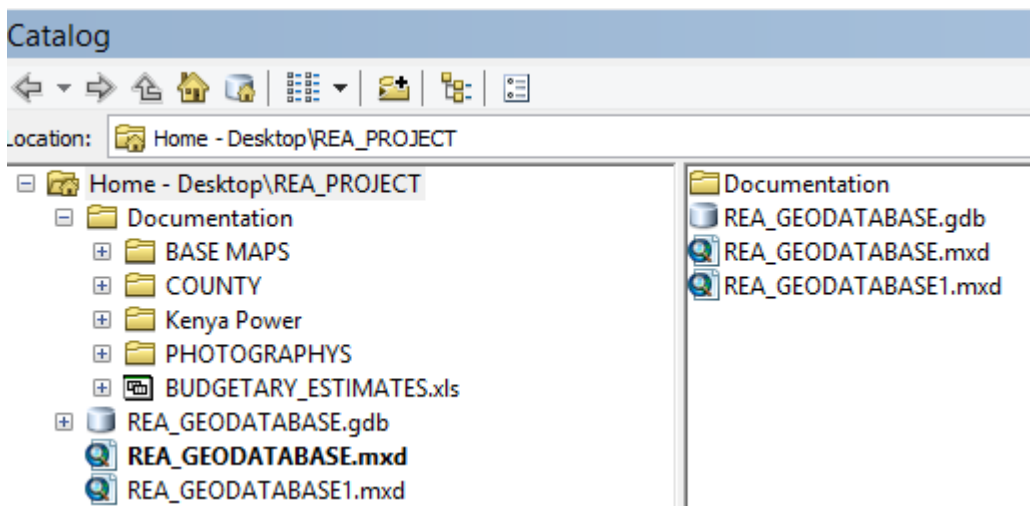 Catalog
Location: Home - Desktop\REA_PROJECT
Home - Desktop\REA_PROJECT
Documentation
BASE MAPS
COUNTY
Kenya Power
PHOTOGRAPHYS
BUDGETARY_ESTIMATES.xls
REA_GEODATABASE.gdb
REA_GEODATABASE.mxd
REA_GEODATABASE1.mxd
Documentation
REA_GEODATABASE.gdb
REA_GEODATABASE.mxd
REA_GEODATABASE1.mxd